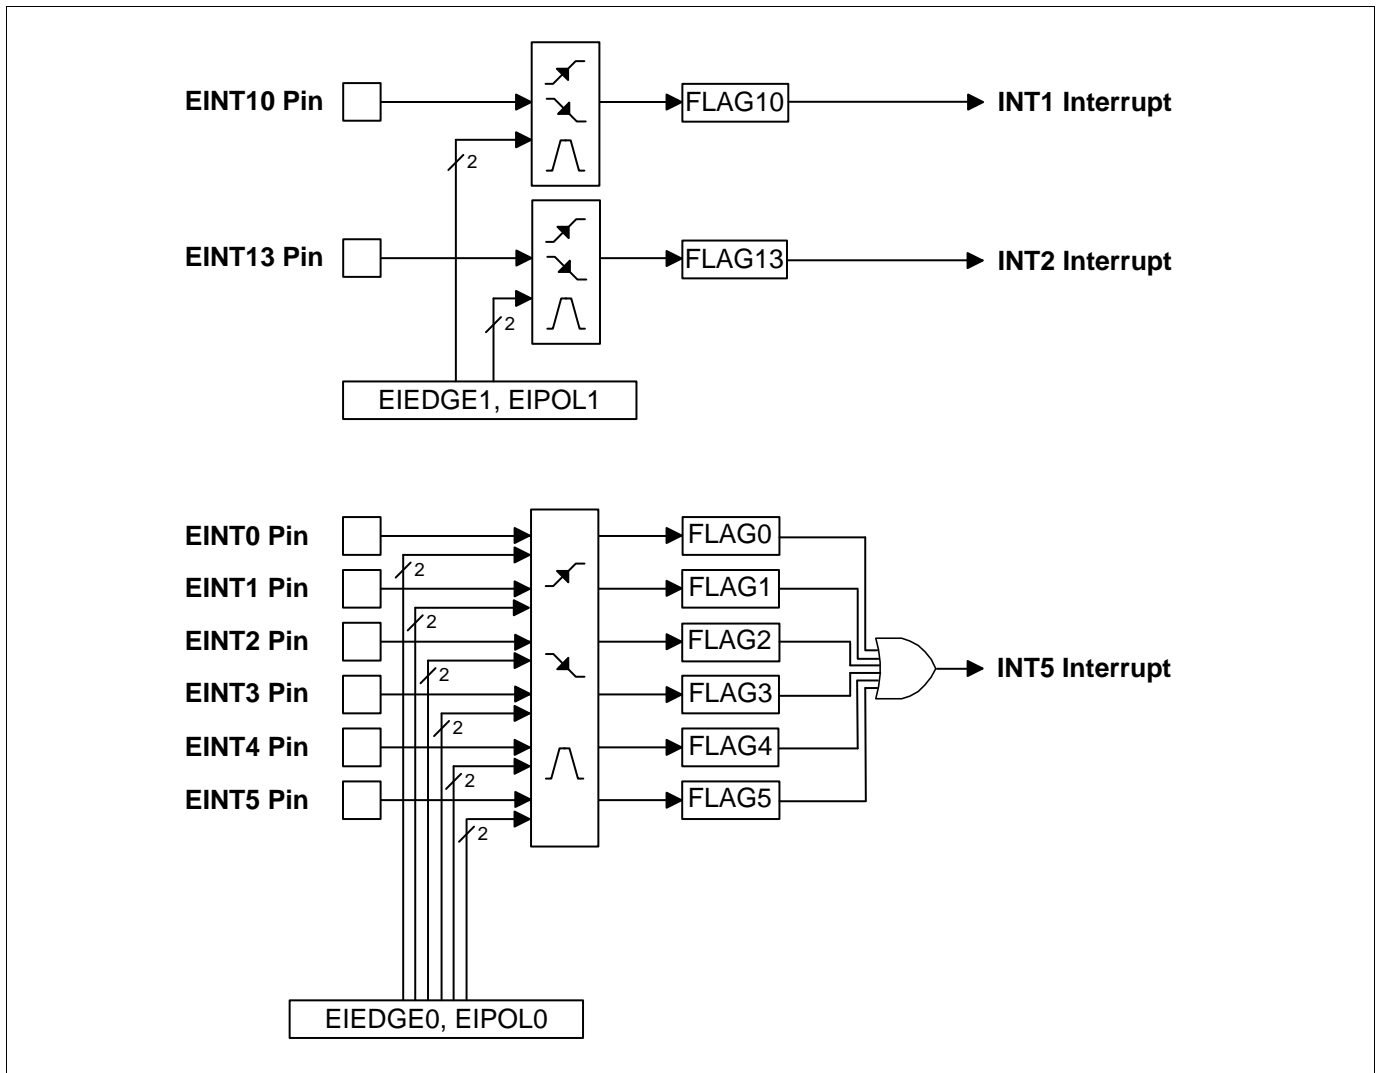 EINT10 Pin
FLAG10
INT1 Interrupt
2
EINT13 Pin
FLAG13
INT2 Interrupt
2
EIEDGE1, EIPOL1
EINT0 Pin
FLAG0
2
EINT1 Pin
FLAG1
2
EINT2 Pin
FLAG2
2
INT5 Interrupt
EINT3 Pin
FLAG3
2
EINT4 Pin
FLAG4
2
EINT5 Pin
FLAG5
2
EIEDGE0, EIPOL0